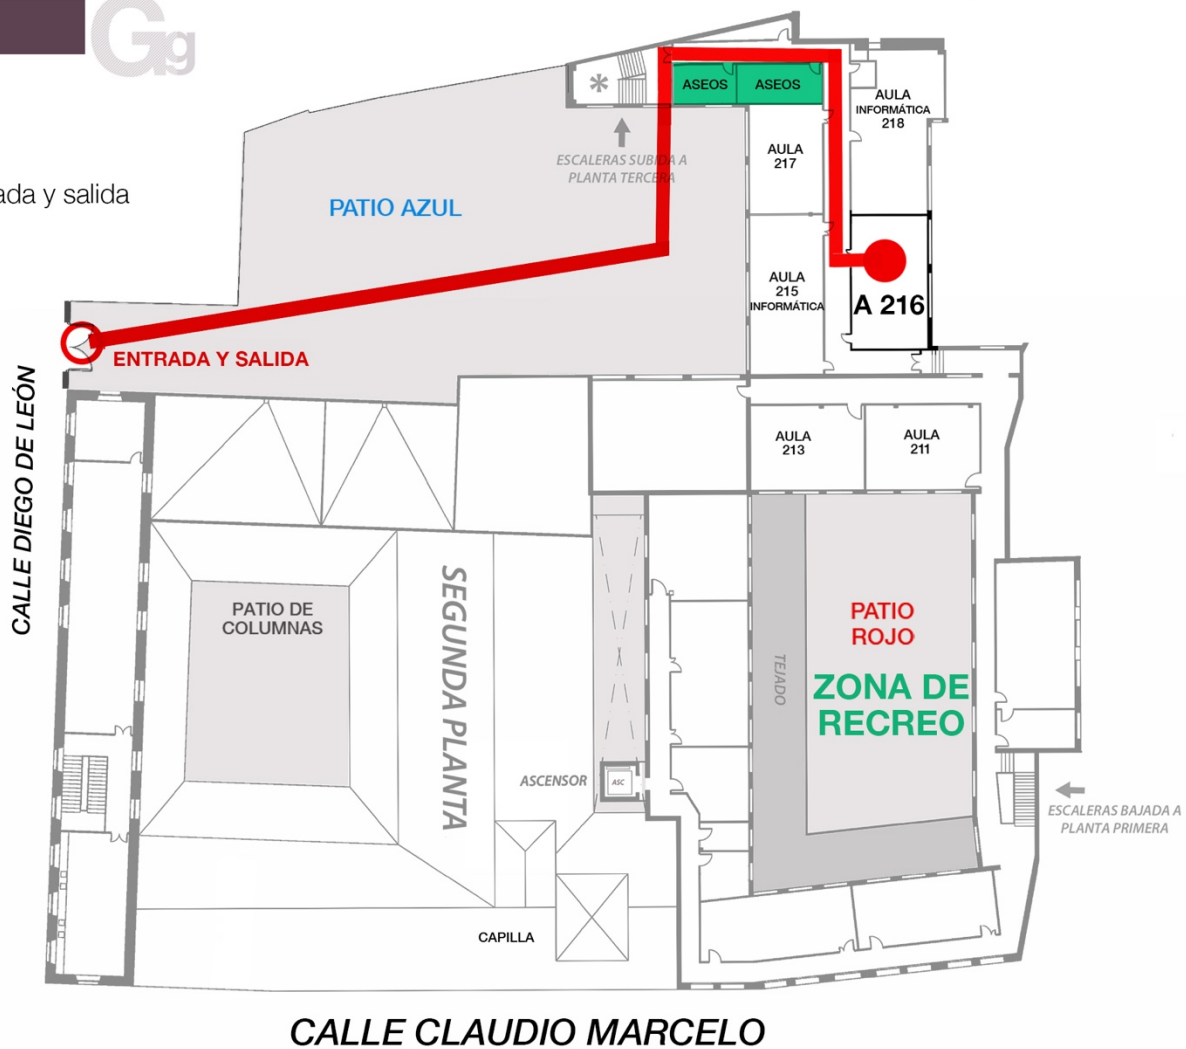 Gg
ada y salida
ASEOS
ASEOS
AULA
INFORMÁTICA
218
*
ESCALERAS SUBIDA A
PLANTA TERCERA
AULA
217
PATIO AZUL
AULA
215
INFORMÁTICA
A 216
ENTRADA Y SALIDA
CALLE DIEGO DE LEÓN
AULA
213
AULA
211
SEGUNDA PLANTA
PATIO DE
COLUMNAS
PATIO
ROJO
TEJADO
ZONA DE
RECREO
ASCENSOR
ASC
ESCALERAS BAJADA A
PLANTA PRIMERA
CAPILLA
CALLE CLAUDIO MARCELO